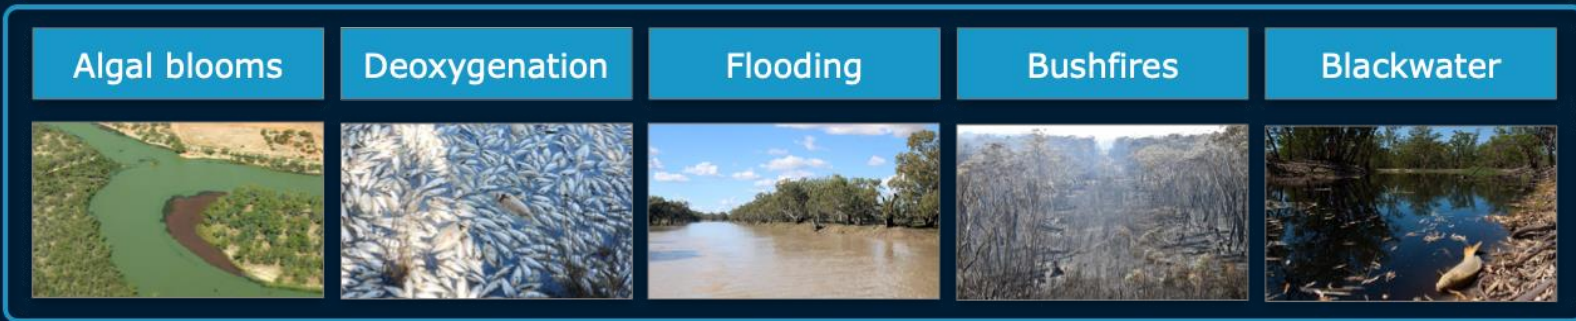 Algal blooms
Deoxygenation
Flooding
Bushfires
Blackwater